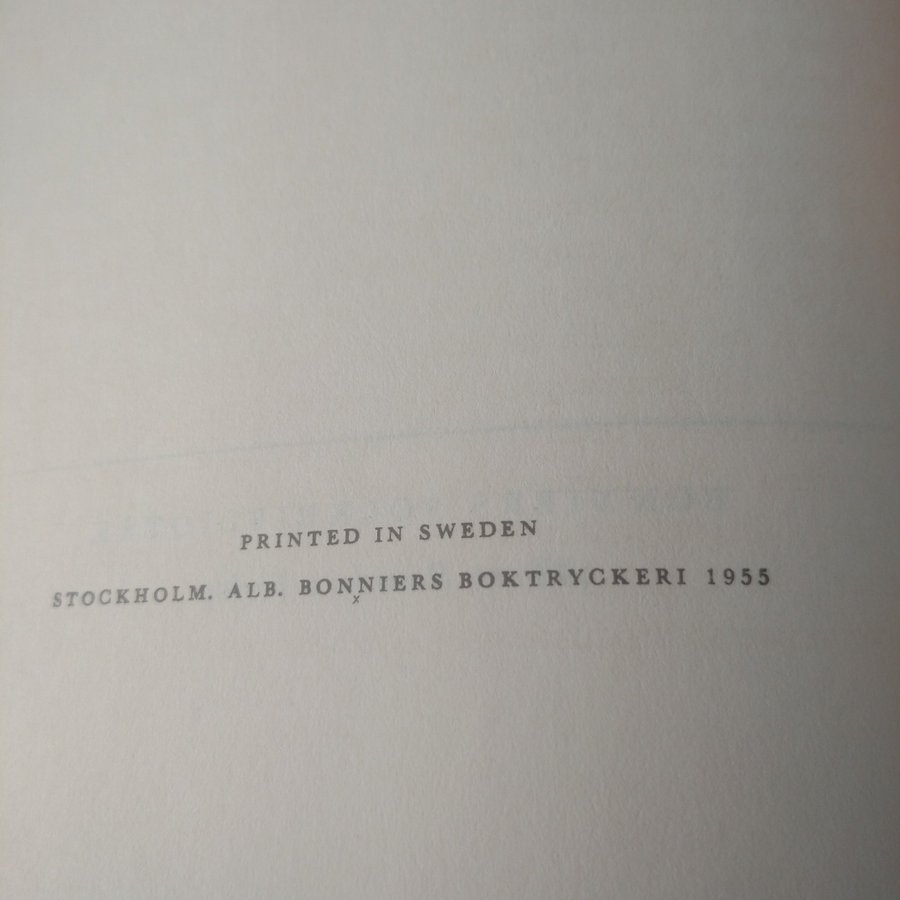 PRINTED IN SWEDEN
STOCKHOLM. ALB. BONNIERS BOKTRYCKERI 1955
x